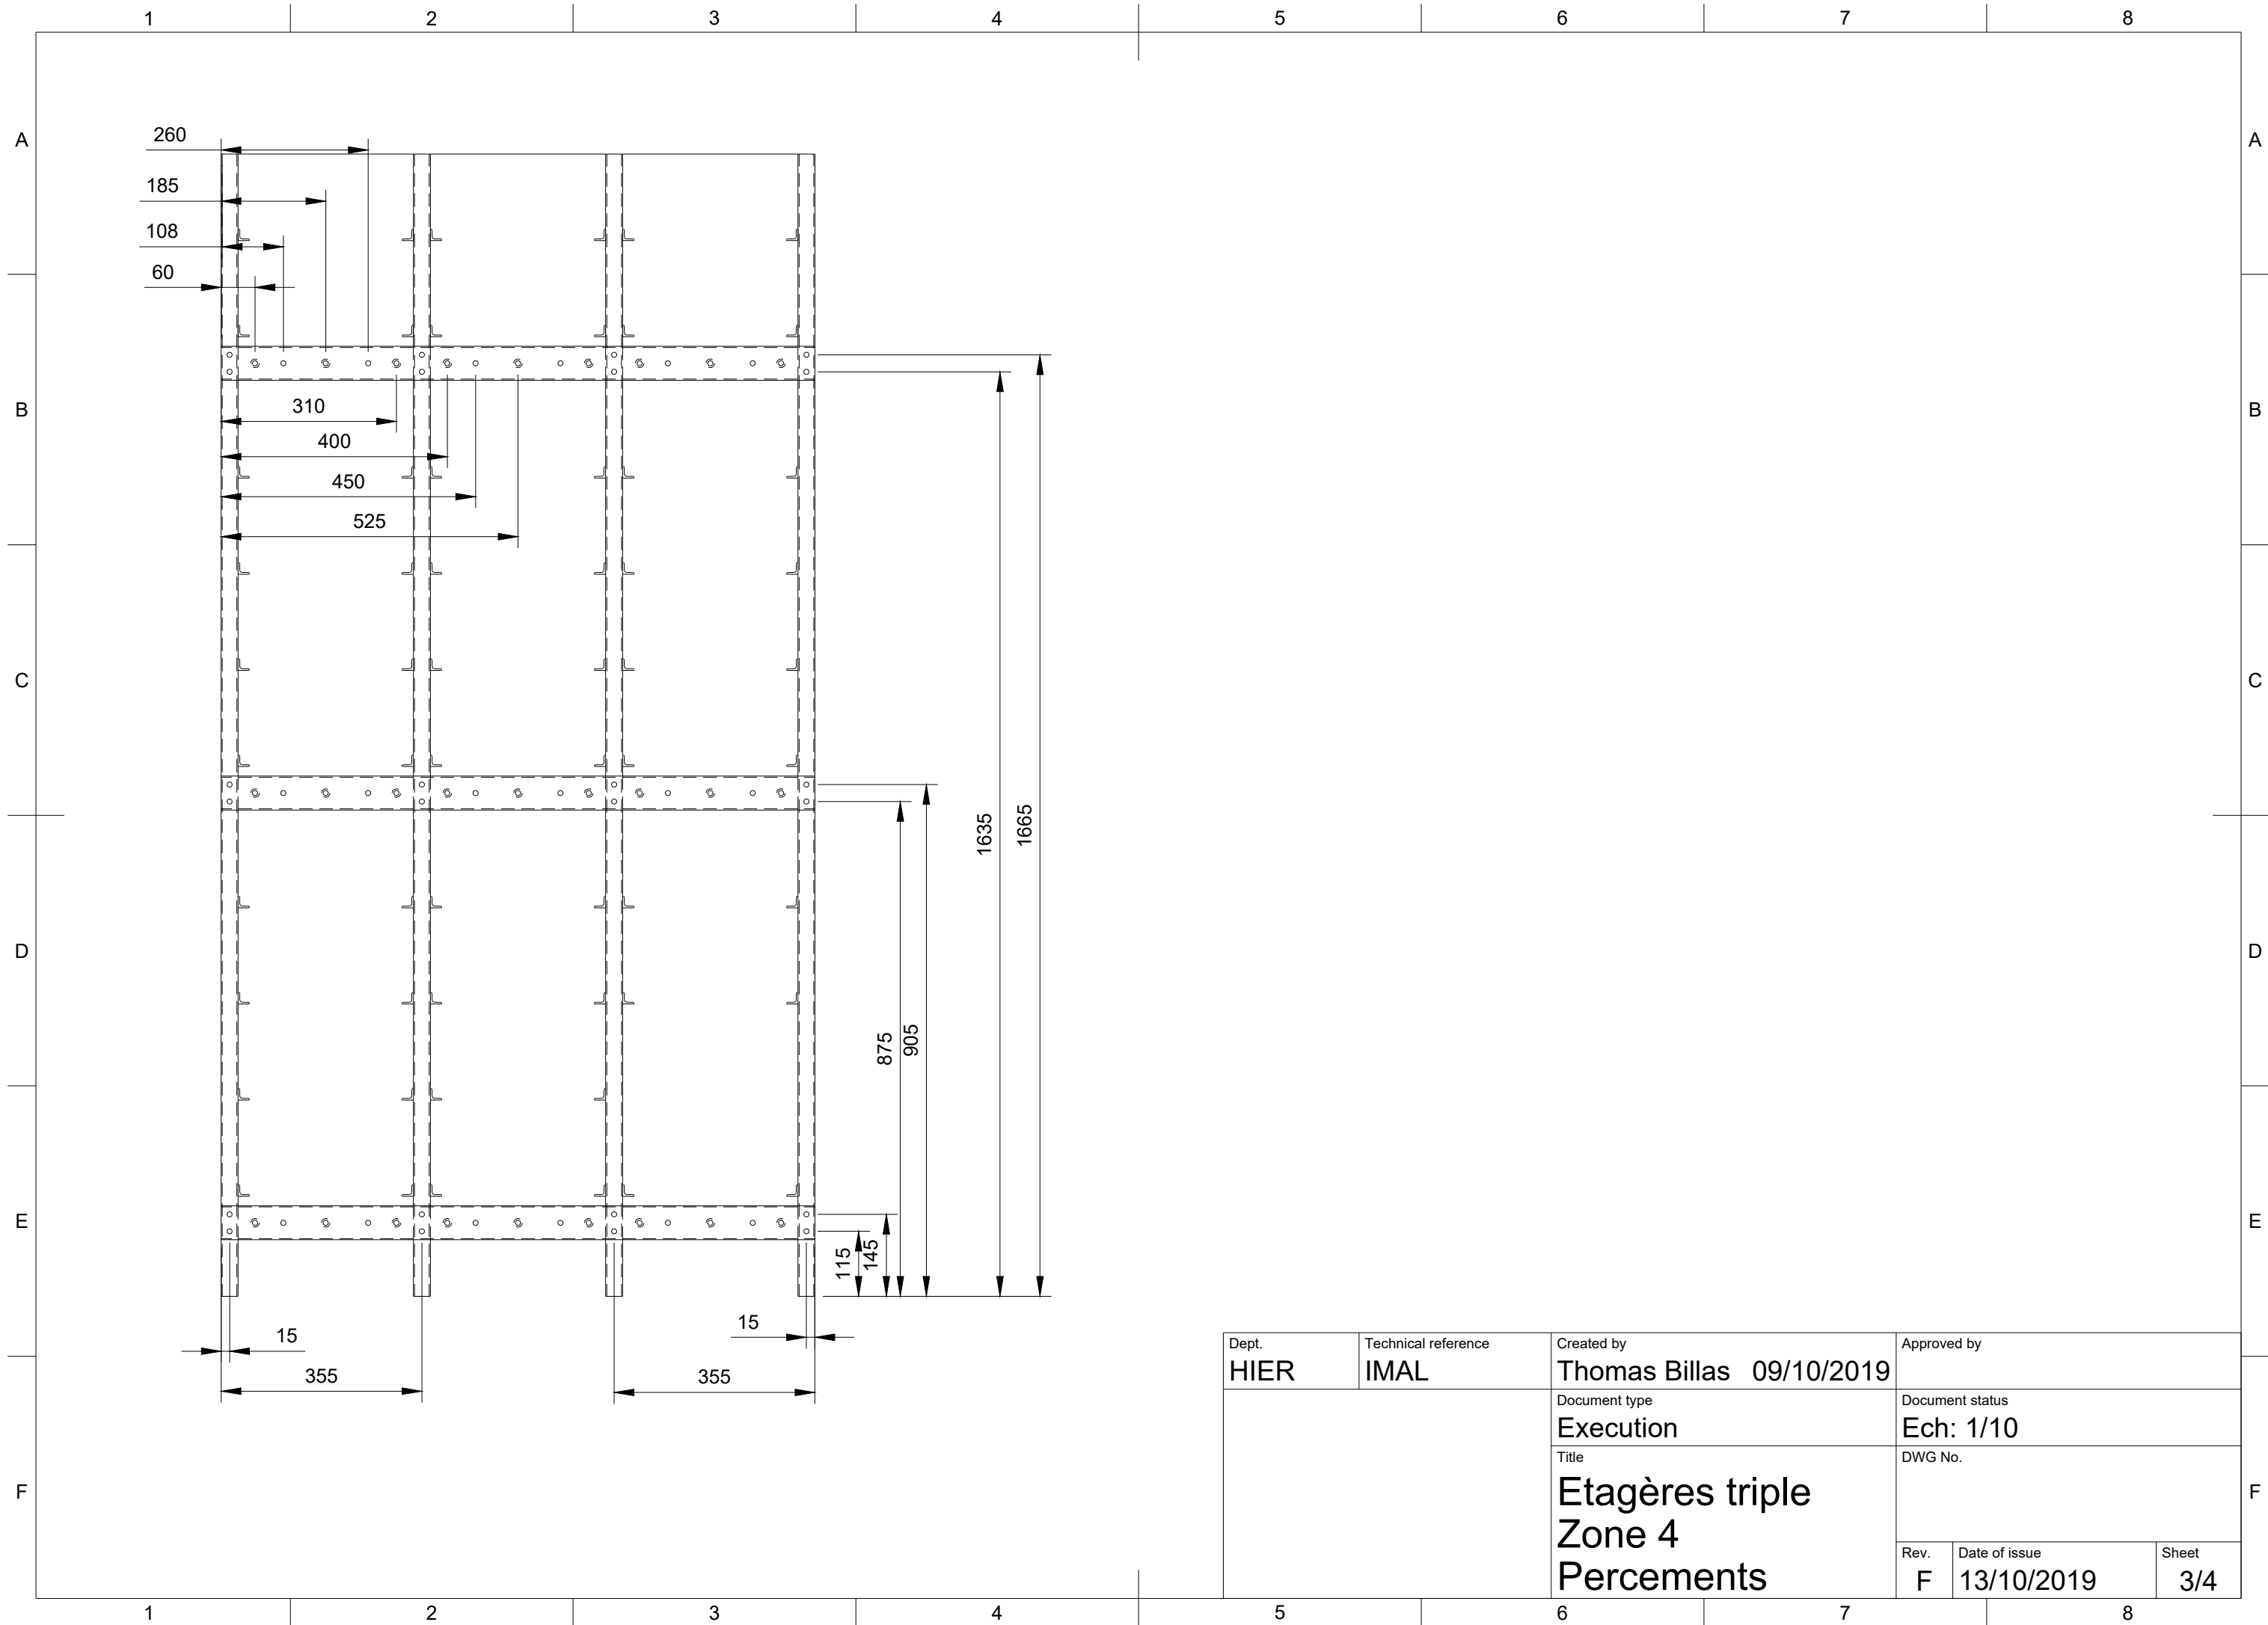 1 2 3 4 5 6 7 8
A A
260
185
108
60
B B
310
400
450
525
C C
1635
1665
D D
875
905
E E
115
145
15
15
355
355
Dept. Technical reference Created by Approved by
HIER IMAL Thomas Billas 09/10/2019
Document type Document status
Execution Ech: 1/10
Title DWG No.
Etagères triple
Zone 4
Percements
Rev. Date of issue Sheet
F 13/10/2019 3/4
F F
1 2 3 4 5 6 7 8